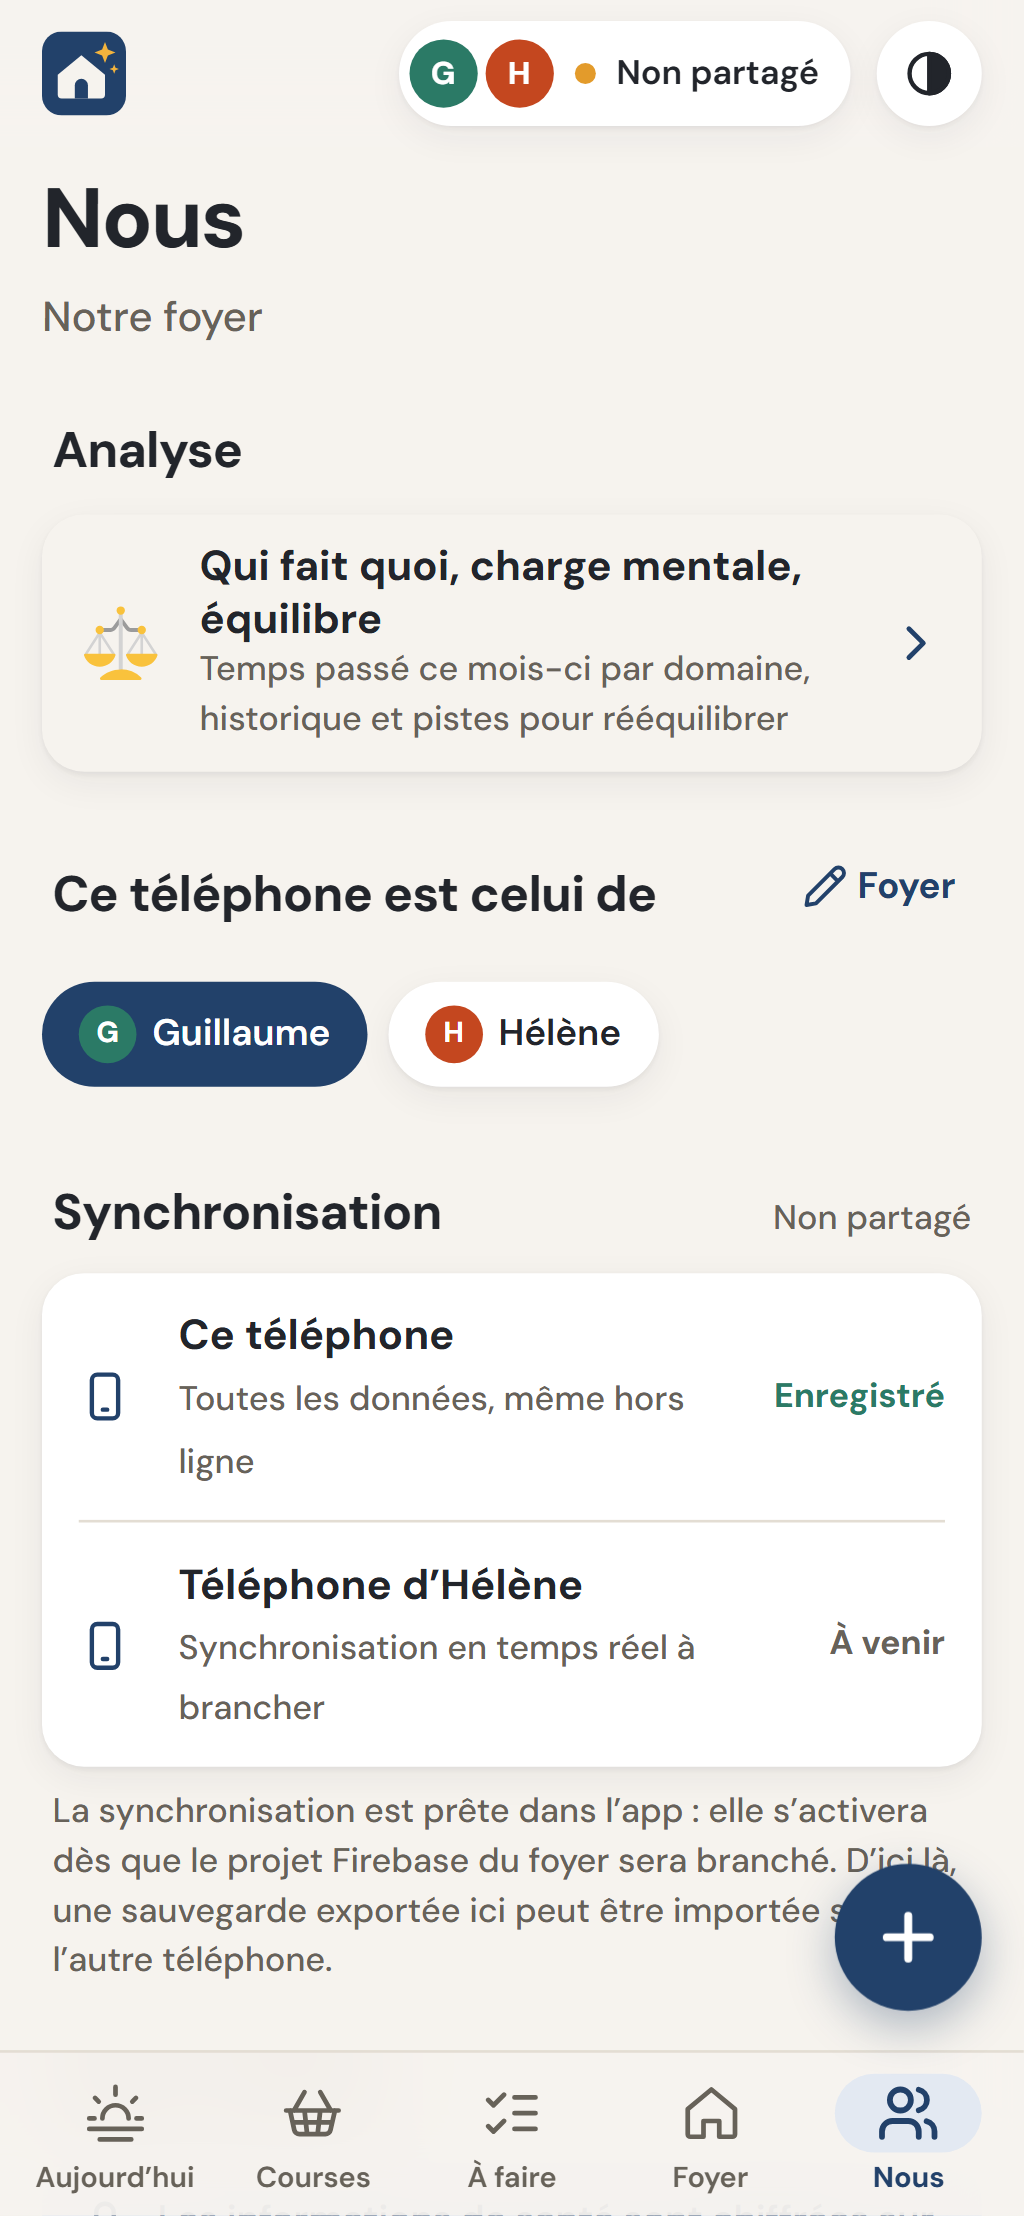 G H Non partagé
Nous
Notre foyer
Analyse
Qui fait quoi, charge mentale,
équilibre
Temps passé ce mois-ci par domaine,
historique et pistes pour rééquilibrer
Ce téléphone est celui de
Foyer
G Guillaume
H Hélène
Synchronisation
Non partagé
Ce téléphone
Toutes les données, même hors
ligne
Enregistré
Téléphone d’Hélène
Synchronisation en temps réel à
brancher
À venir
La synchronisation est prête dans l’app : elle s’activera
dès que le projet Firebase du foyer sera branché. D’ici là,
une sauvegarde exportée ici peut être importée
l’autre téléphone.
Aujourd’hui
Courses
À faire
Foyer
Nous